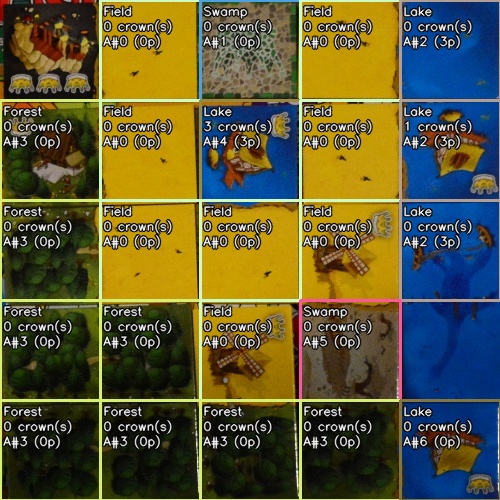 Field
0 crown(s)
A#0 (0p)
Swamp
0 crown(s)
A#1 (0p)
Field
0 crown(s)
A#0 (0p)
Lake
0 crown(s)
A#2 (3p)
Forest
0 crown(s)
A#3 (0p)
Field
0 crown(s)
A#0 (0p)
Lake
3 crown(s)
A#4 (3p)
Field
0 crown(s)
A#0 (0p)
Lake
1 crown(s)
A#2 (3p)
Forest
0 crown(s)
A#3 (0p)
Field
0 crown(s)
A#0 (0p)
Field
0 crown(s)
A#0 (0p)
Field
0 crown(s)
A#0 (0p)
Lake
0 crown(s)
A#2 (3p)
Forest
0 crown(s)
A#3 (0p)
Forest
0 crown(s)
A#3 (0p)
Field
0 crown(s)
A#0 (0p)
Swamp
0 crown(s)
A#5 (0p)
Forest
0 crown(s)
A#3 (0p)
Forest
0 crown(s)
A#3 (0p)
Forest
0 crown(s)
A#3 (0p)
Forest
0 crown(s)
A#3 (0p)
Lake
0 crown(s)
A#6 (0p)